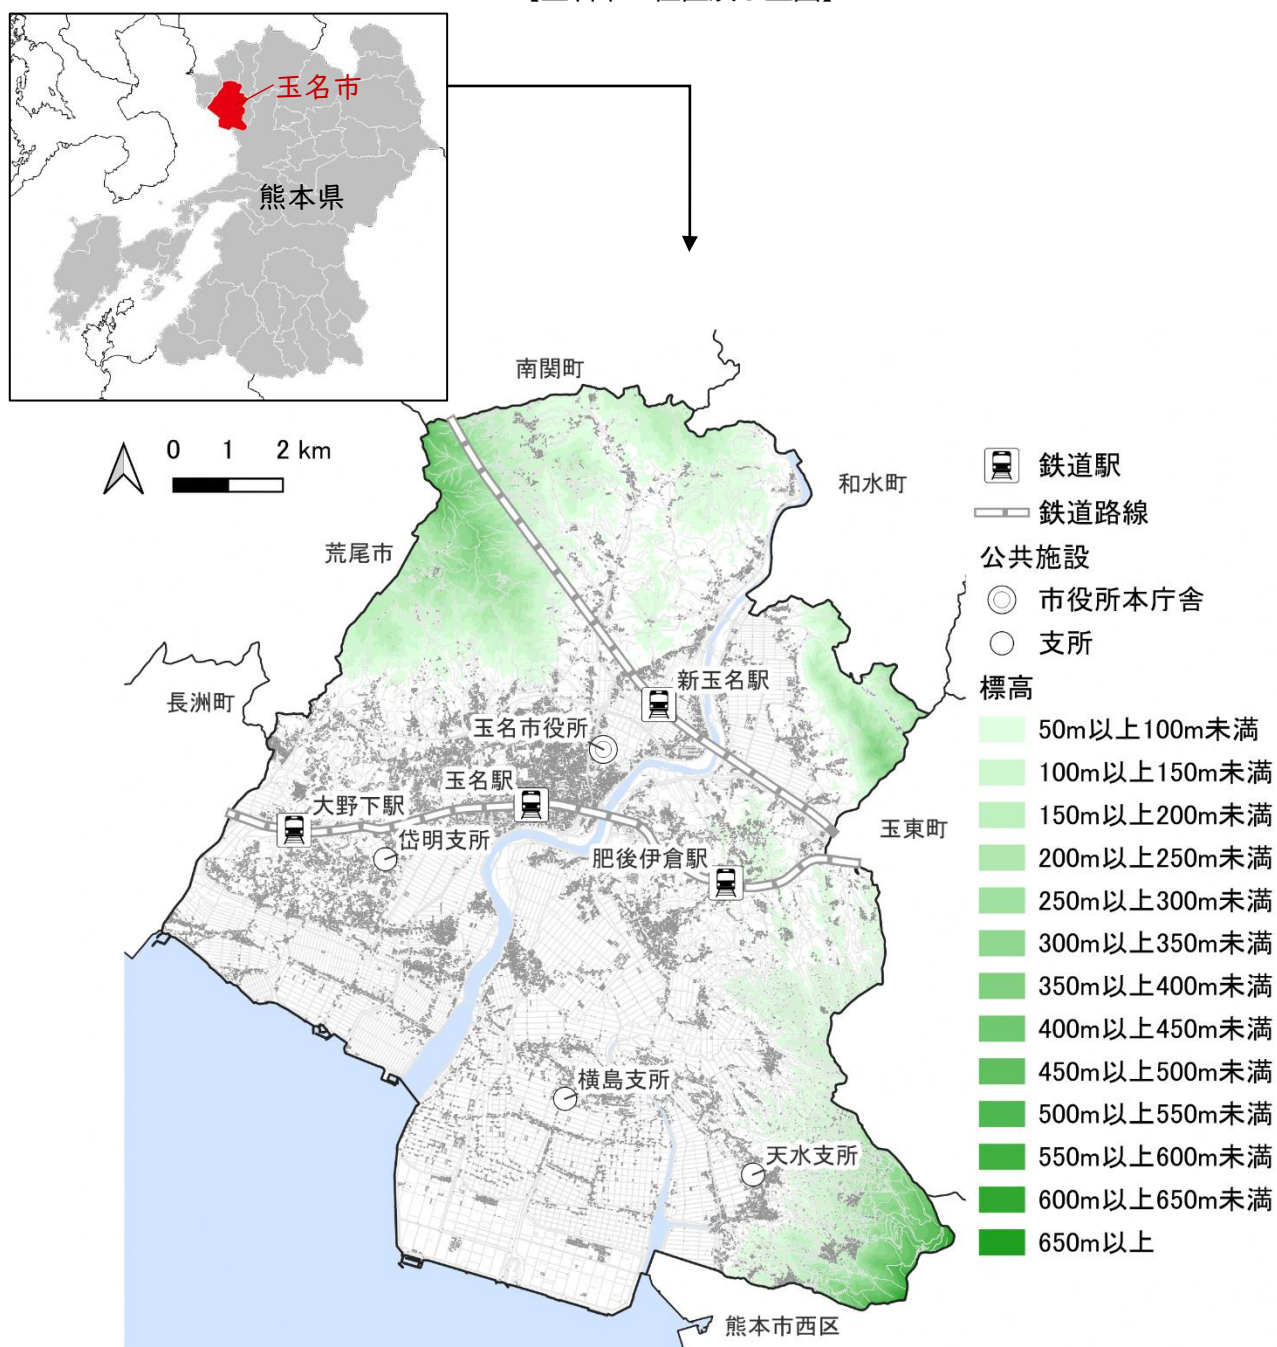 玉名市
熊本県
0 1 2 km
南関町
和水町
荒尾市
長洲町
新玉名駅
玉名市役所
玉名駅
大野下駅
岱明支所
肥後伊倉駅
玉東町
横島支所
天水支所
熊本市西区
鉄道駅
鉄道路線
公共施設
市役所本庁舎
支所
標高
50m以上100m未満
100m以上150m未満
150m以上200m未満
200m以上250m未満
250m以上300m未満
300m以上350m未満
350m以上400m未満
400m以上450m未満
450m以上500m未満
500m以上550m未満
550m以上600m未満
600m以上650m未満
650m以上